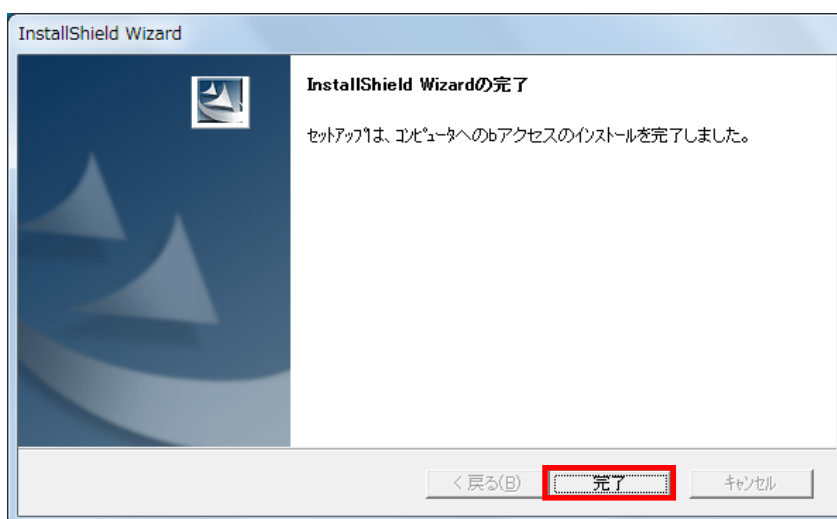 InstallShield Wizard
InstallShield Wizardの完了
ｾｯﾄｱｯﾌﾟは、ｺﾝﾋﾟｭｰﾀへのbアクセスのｲﾝｽﾄｰﾙを完了しました。
< 戻る(B)
完了
ｷｬﾝｾﾙ